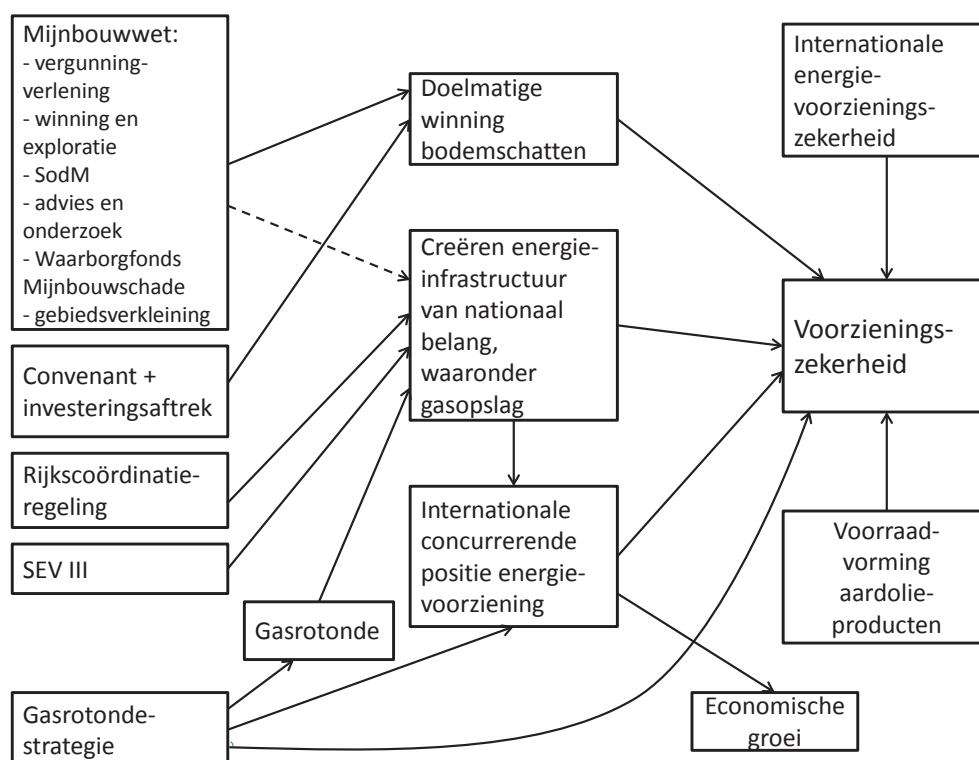 Mijnbouwwet:
- vergunning-
verlening
- winning en
exploratie
- SodM
- advies en
onderzoek
- Waarborgfonds
Mijnbouwschade
- gebiedsverkleining
Convenant +
investeringsaftrek
Rijkscoördinatie-
regeling
SEV III
Gasrotonde-
strategie
Gasrotonde
Doelmatige
winning
bodemschatten
Creëren energie-
infrastructuur
van nationaal
belang,
waaronder
gasopslag
Internationale
concurrerende
positie energie-
voorziening
Internationale
energie-
voorzienings-
zekerheid
Voorzienings-
zekerheid
Voorraad-
vorming
aardolie-
producten
Economische
groei